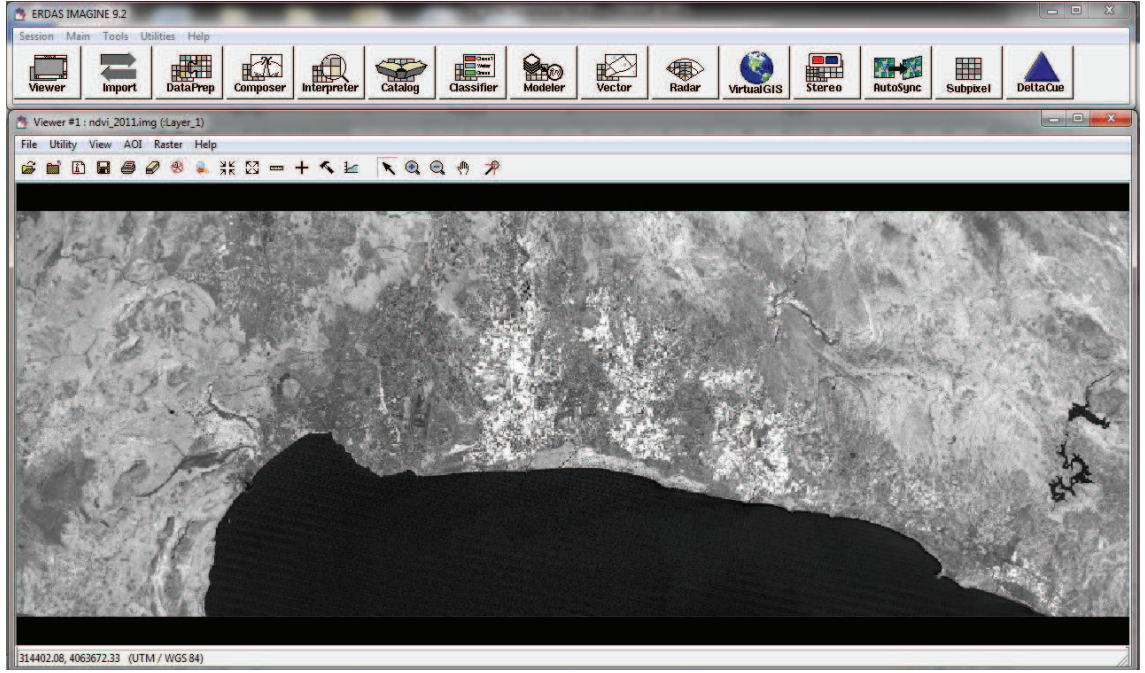 ERDAS IMAGINE 9.2
Session Main Tools Utilities Help
Viewer Import DataPrep Composer Interpreter Catalog Classifier Modeler Vector Radar VirtualGIS Stereo AutoSync Subpixel DeltaCue
Viewer #1 : ndvi_2011.img (:Layer_1)
File Utility View AOI Raster Help
314402.08, 4063672.33 (UTM / WGS 84)